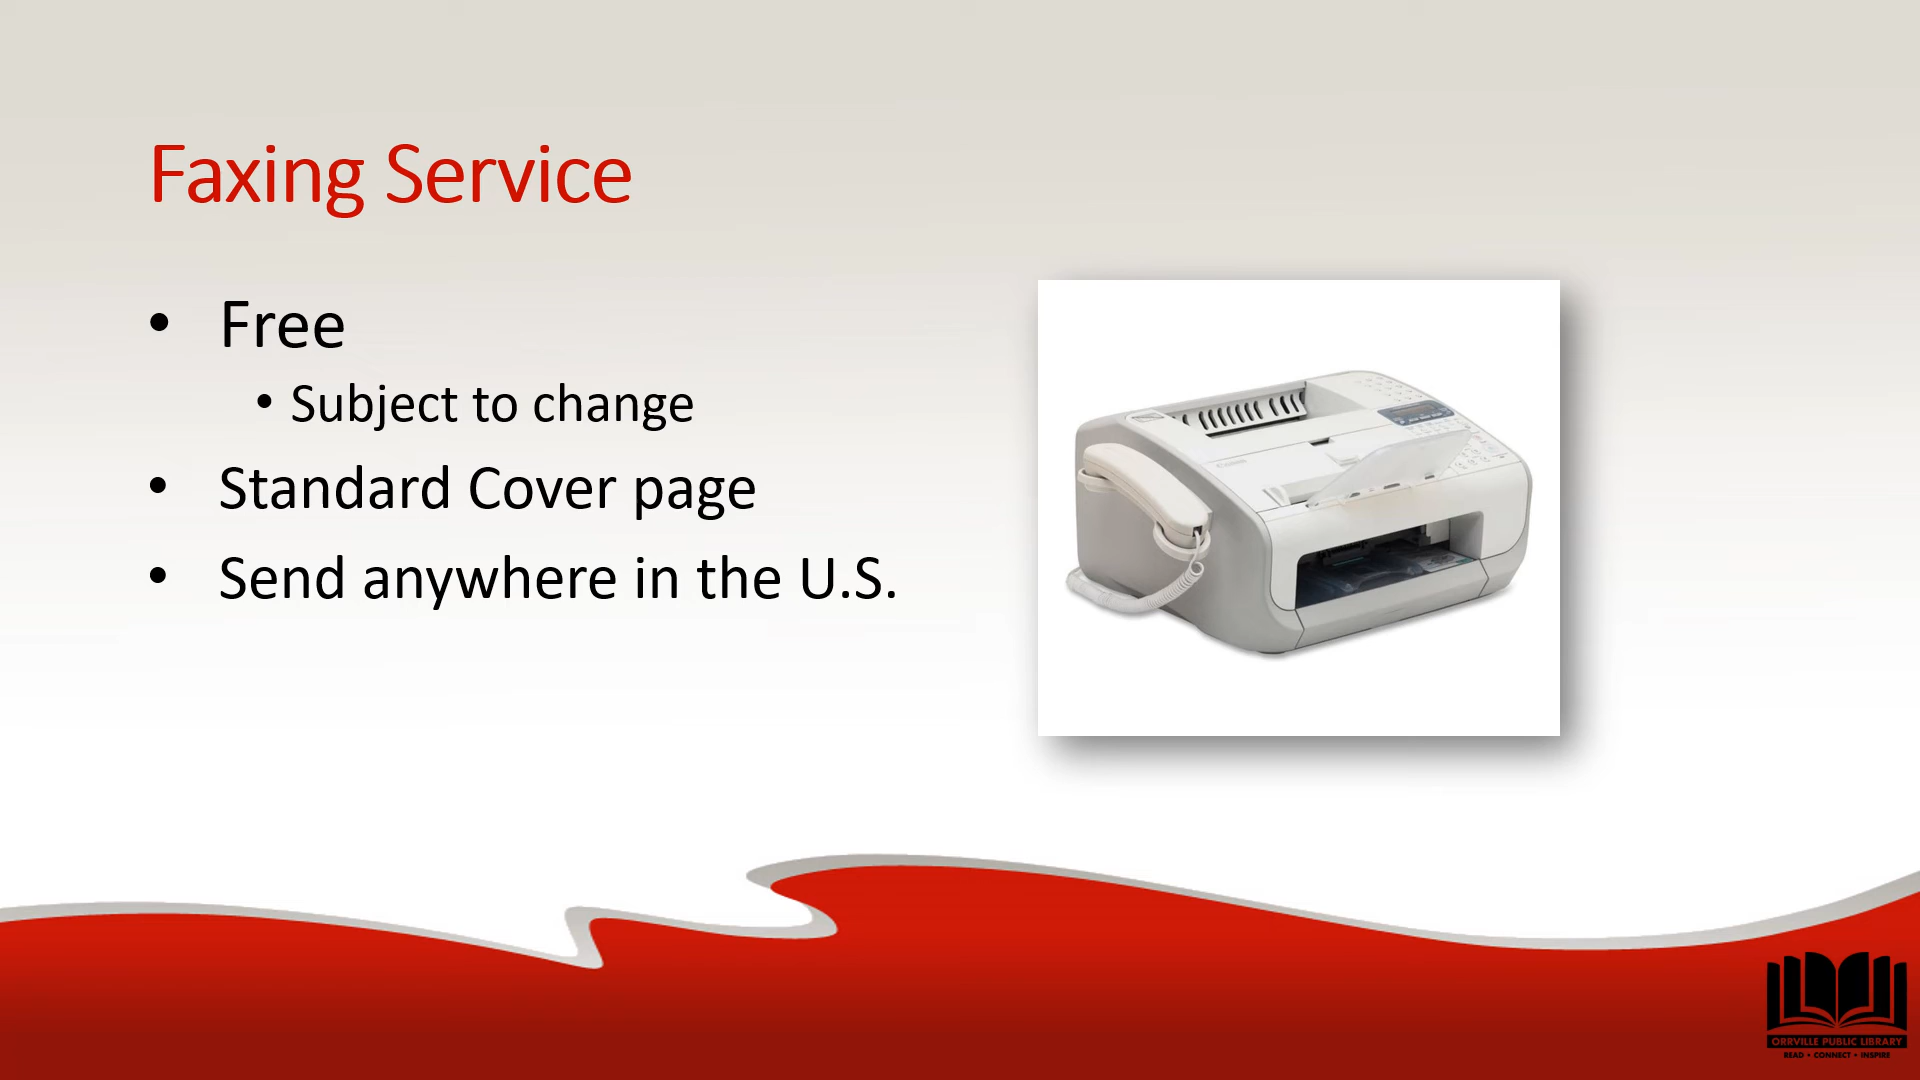 Faxing Service
• Free
• Subject to change
• Standard Cover page
• Send anywhere in the U.S.
ORRVILLE PUBLIC LIBRARY
READ • CONNECT • INSPIRE